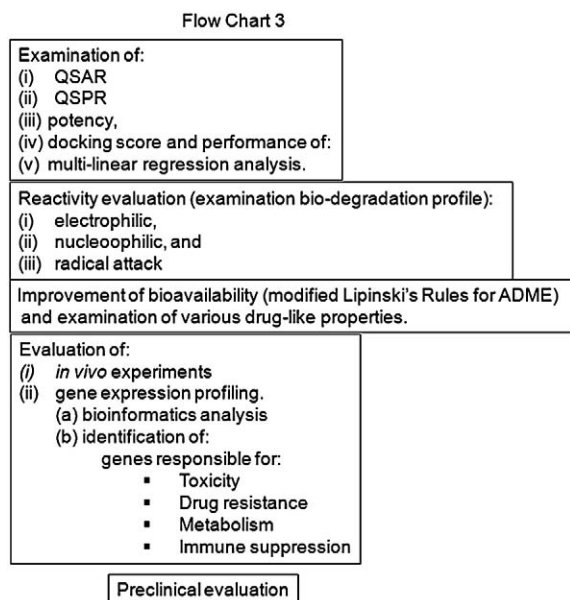 Flow Chart 3
Examination of:
(i) QSAR
(ii) QSPR
(iii) potency,
(iv) docking score and performance of:
(v) multi-linear regression analysis.
Reactivity evaluation (examination bio-degradation profile):
(i) electrophilic,
(ii) nucleoophilic, and
(iii) radical attack
Improvement of bioavailability (modified Lipinski's Rules for ADME)
and examination of various drug-like properties.
Evaluation of:
(i) in vivo experiments
(ii) gene expression profiling.
(a) bioinformatics analysis
(b) identification of:
genes responsible for:
▪ Toxicity
▪ Drug resistance
▪ Metabolism
▪ Immune suppression
Preclinical evaluation